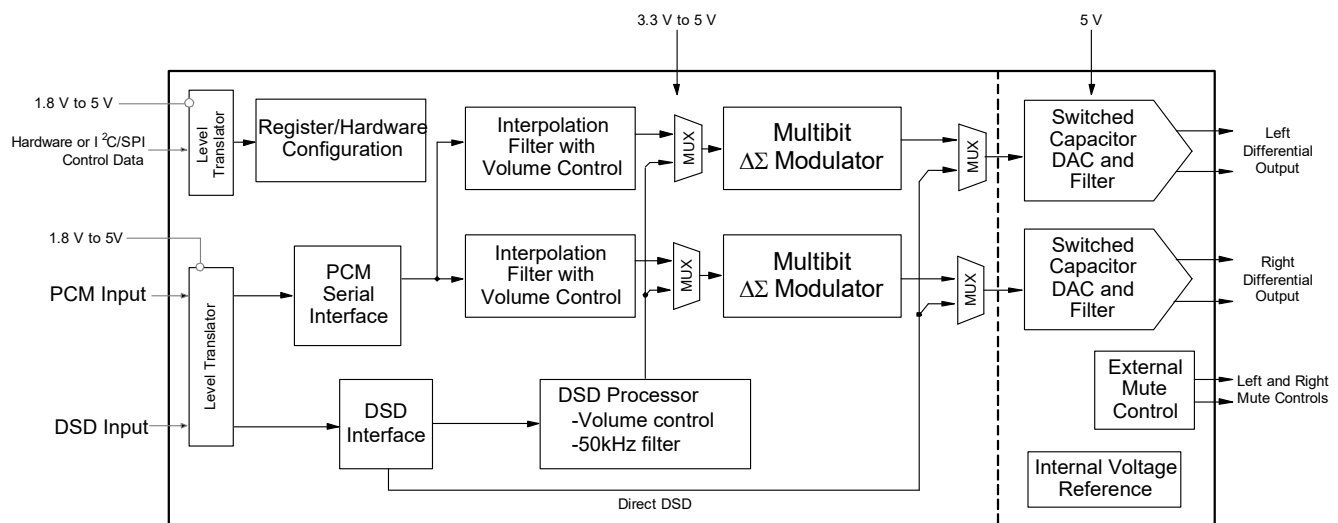 3.3 V to 5 V
5 V
1.8 V to 5 V
Hardware or I²C/SPI
Control Data
Level
Translator
Register/Hardware
Configuration
Interpolation
Filter with
Volume Control
MUX
Multibit
ΔΣ Modulator
MUX
Switched
Capacitor
DAC and
Filter
Left
Differential
Output
1.8 V to 5V
PCM Input
Level Translator
PCM
Serial
Interface
Interpolation
Filter with
Volume Control
MUX
Multibit
ΔΣ Modulator
MUX
Switched
Capacitor
DAC and
Filter
Right
Differential
Output
DSD Input
DSD
Interface
DSD Processor
-Volume control
-50kHz filter
External
Mute
Control
Left and Right
Mute Controls
Direct DSD
Internal Voltage
Reference